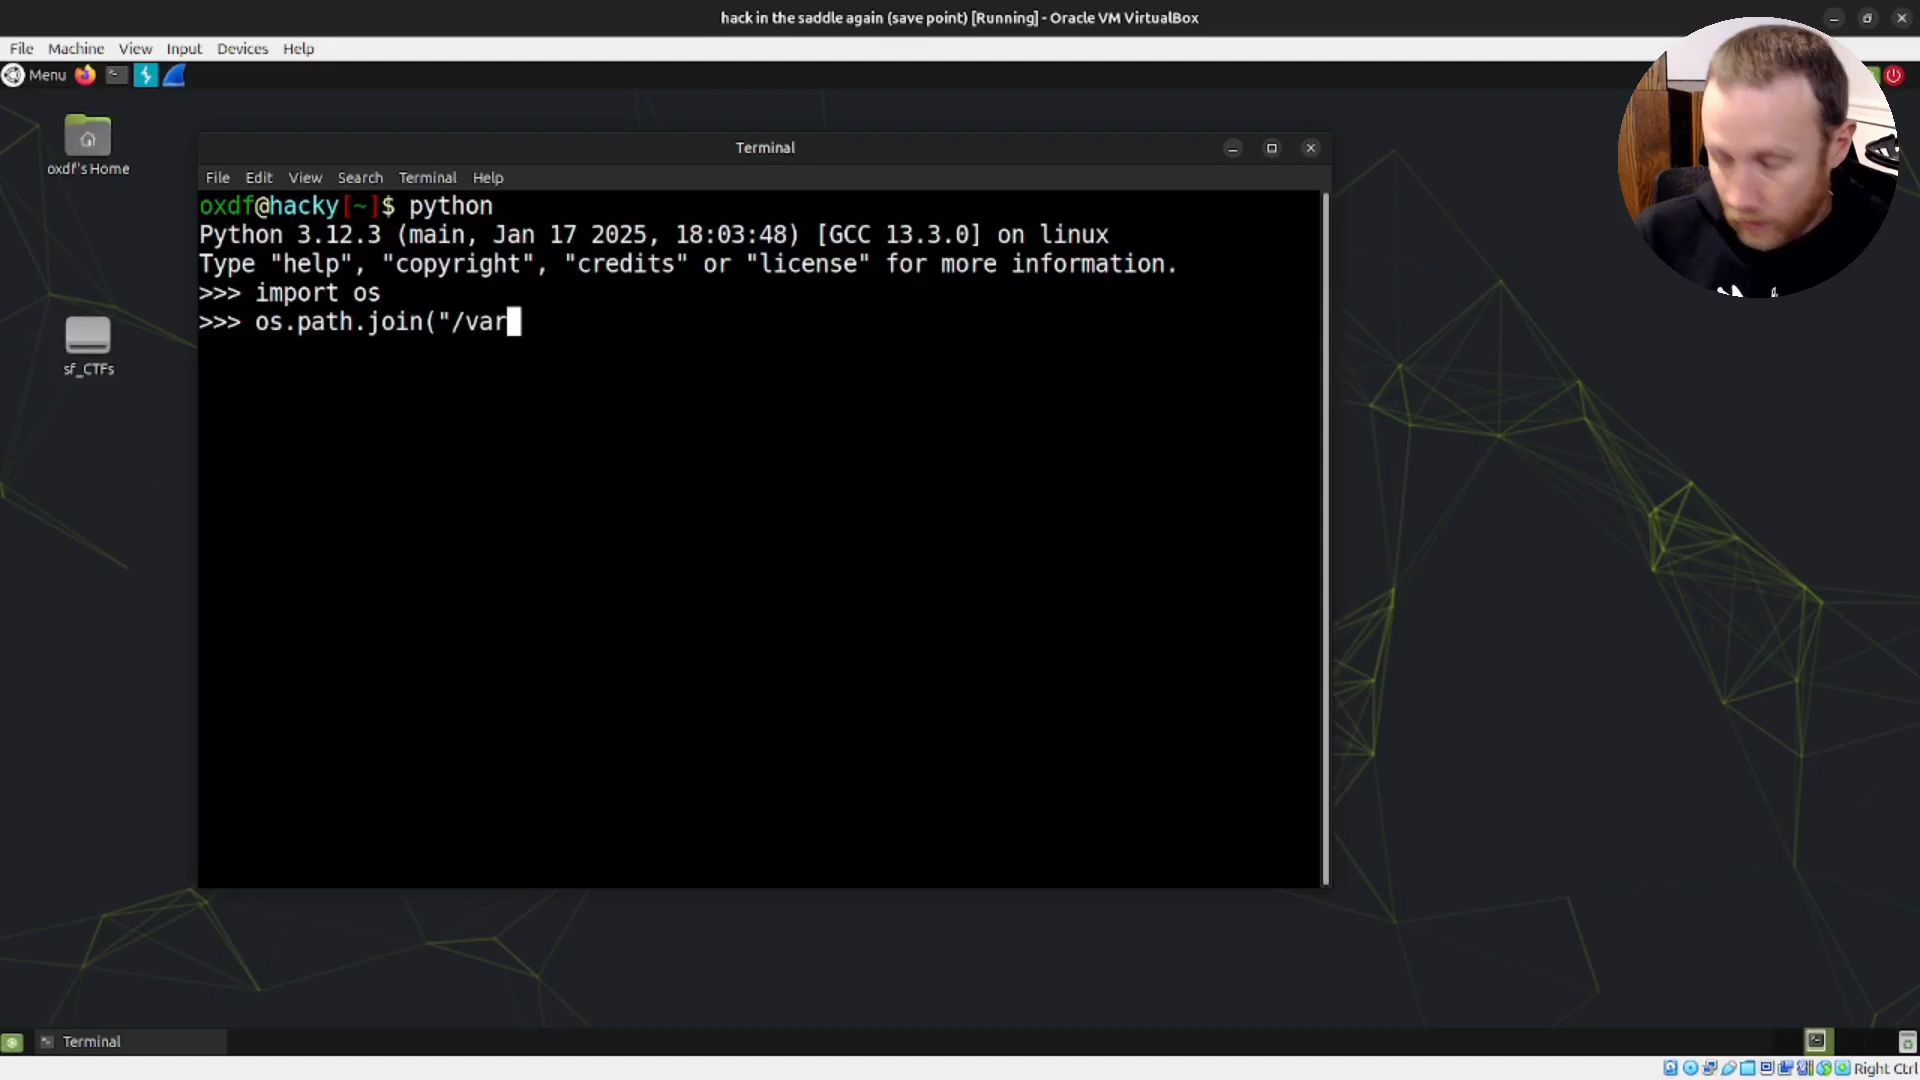 hack in the saddle again (save point) [Running] - Oracle VM VirtualBox
File Machine View Input Devices Help
Menu
oxdf's Home
sf_CTFs
Terminal
File Edit View Search Terminal Help
oxdf@hacky[~]$ python
Python 3.12.3 (main, Jan 17 2025, 18:03:48) [GCC 13.3.0] on linux
Type "help", "copyright", "credits" or "license" for more information.
>>> import os
>>> os.path.join("/var
Terminal
Right Ctrl